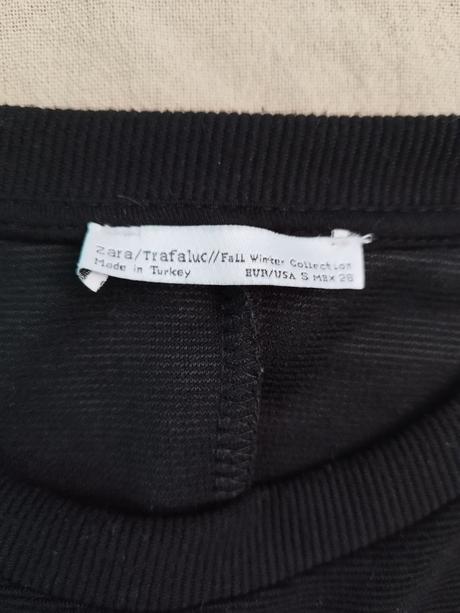 Zara/Trafaluc//Fall Winter Collection
Made in Turkey EUR/USA S MEX 26